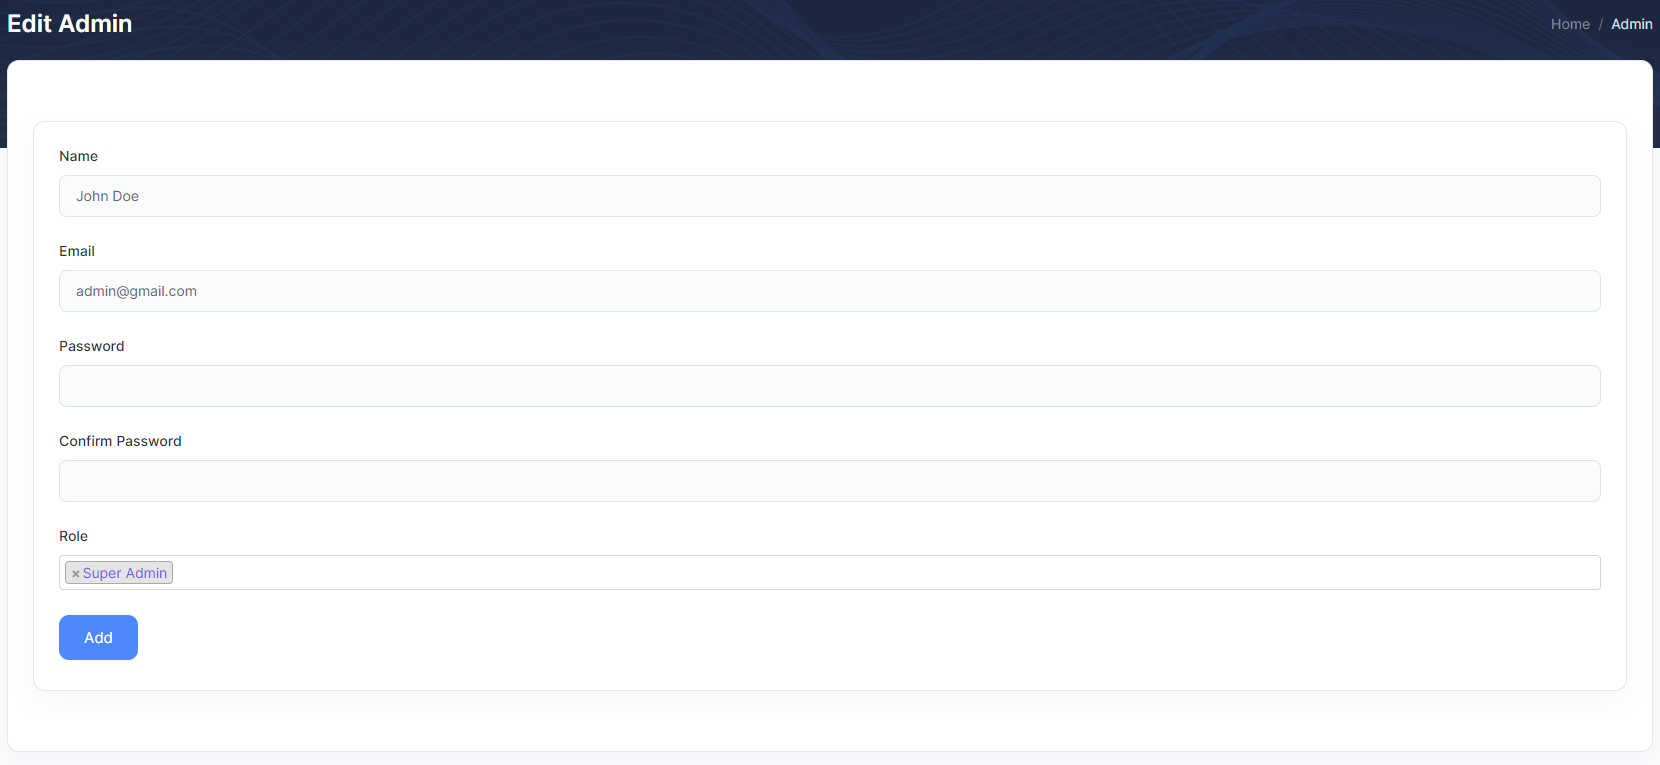 Edit Admin
Home / Admin
Name
John Doe
Email
admin@gmail.com
Password
Confirm Password
Role
×Super Admin
Add